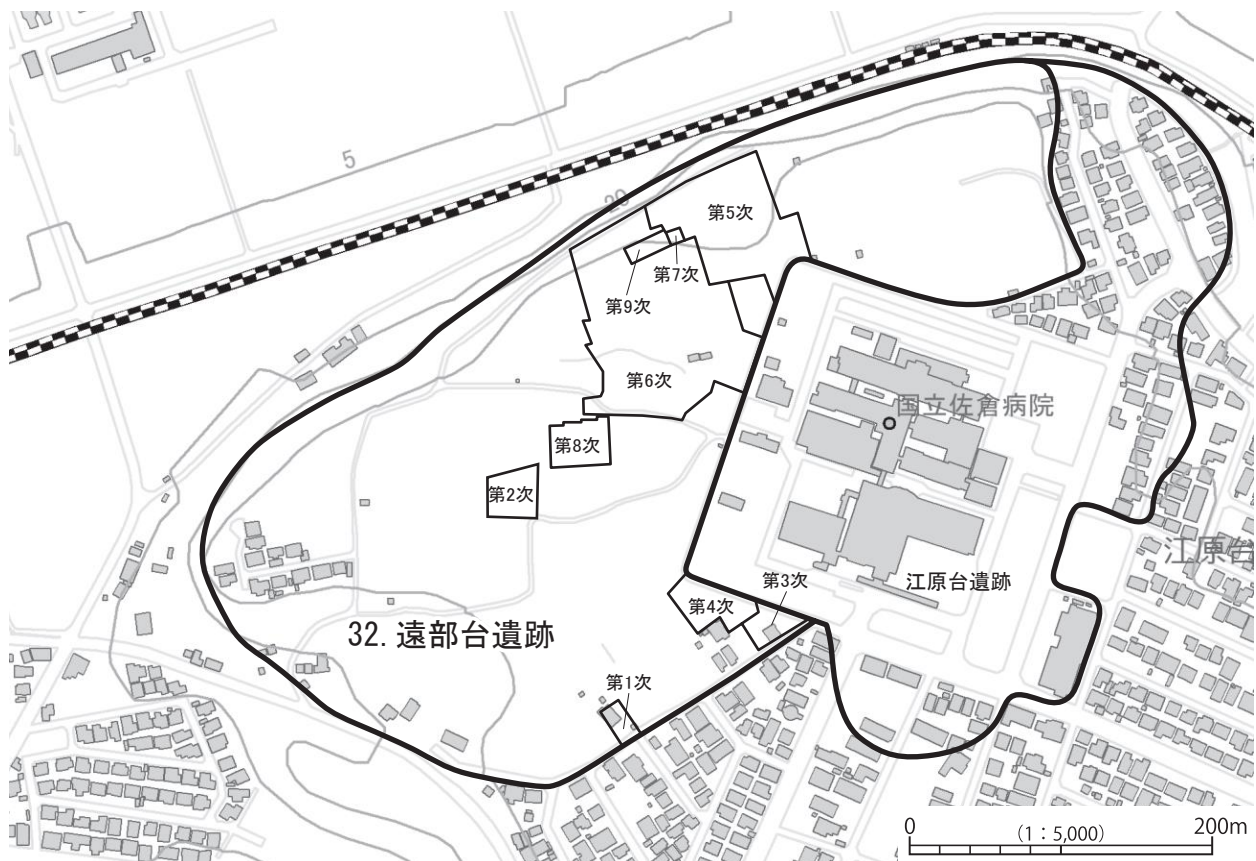 5
20
第5次
第7次
第9次
第6次
国立佐倉病院
第8次
第2次
江原台
第3次
江原台遺跡
第4次
32. 遠部台遺跡
第1次
0 (1：5,000) 200m